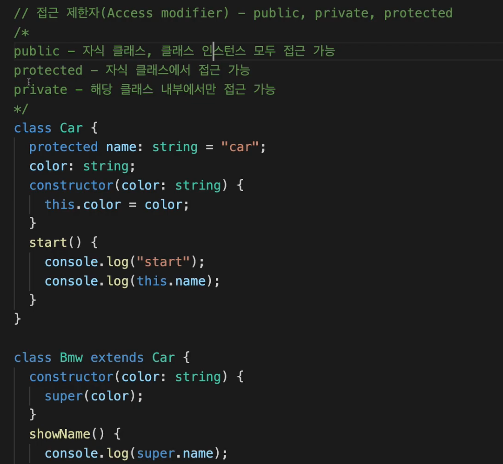 // 접근 제한자(Access modifier) - public, private, protected
/*
public - 자식 클래스, 클래스 인스턴스 모두 접근 가능
protected - 자식 클래스에서 접근 가능
private - 해당 클래스 내부에서만 접근 가능
*/
class Car {
  protected name: string = "car";
  color: string;
  constructor(color: string) {
    this.color = color;
  }
  start() {
    console.log("start");
    console.log(this.name);
  }
}

class Bmw extends Car {
  constructor(color: string) {
    super(color);
  }
  showName() {
    console.log(super.name);